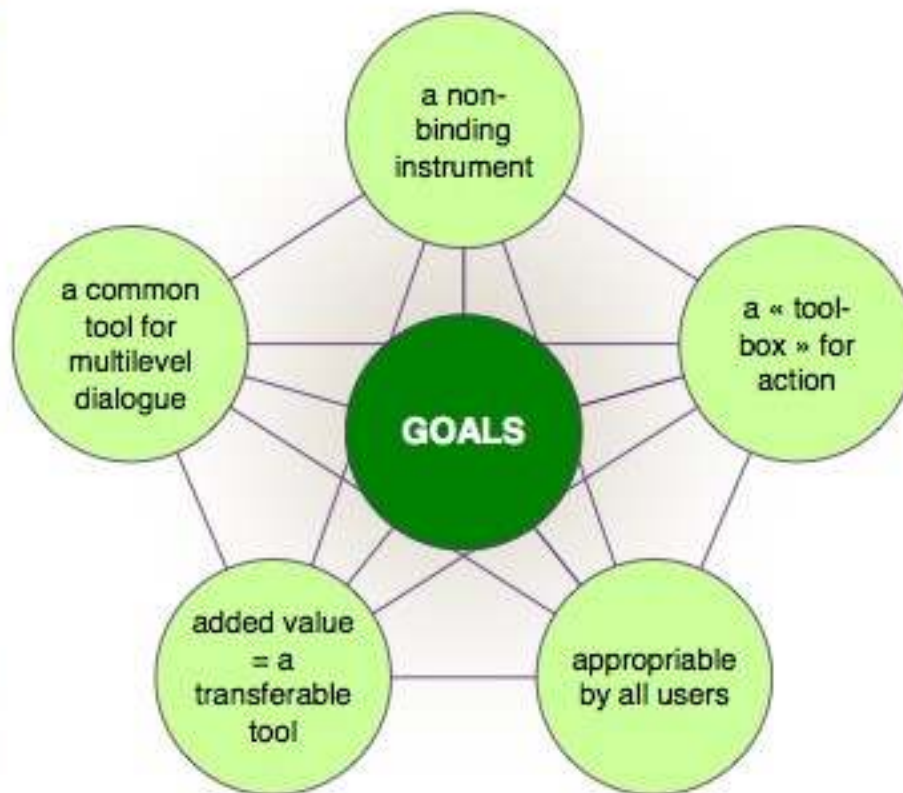 a non-
binding
instrument
a common
tool for
multilevel
dialogue
a « tool-
box » for
action
GOALS
added value
= a
transferable
tool
appropriable
by all users